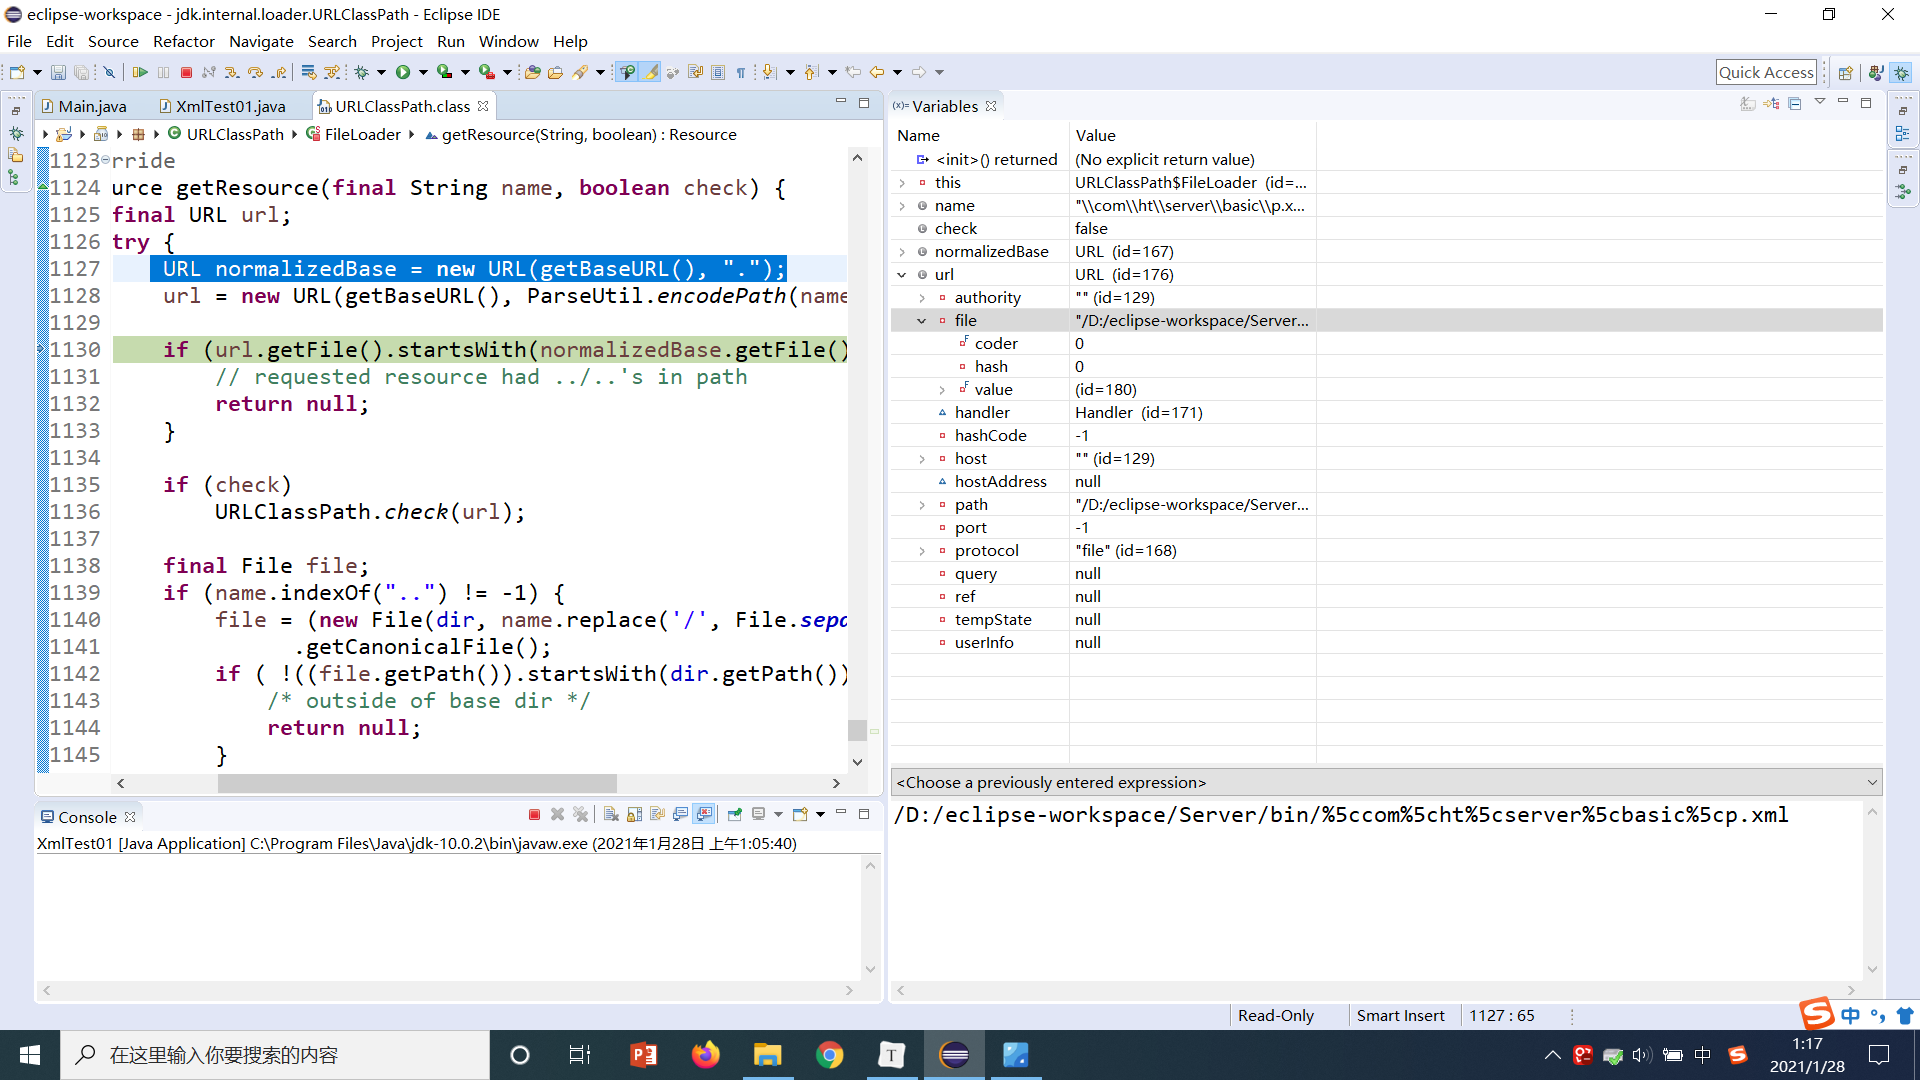 eclipse-workspace - jdk.internal.loader.URLClassPath - Eclipse IDE
File Edit Source Refactor Navigate Search Project Run Window Help
Quick Access
Main.java XmlTest01.java URLClassPath.class
URLClassPath FileLoader getResource(String, boolean) : Resource
1123 rride
1124 urce getResource(final String name, boolean check) {
1125 final URL url;
1126 try {
1127 URL normalizedBase = new URL(getBaseURL(), ".");
1128 url = new URL(getBaseURL(), ParseUtil.encodePath(name
1129
1130 if (url.getFile().startsWith(normalizedBase.getFile()
1131 // requested resource had ../..'s in path
1132 return null;
1133 }
1134
1135 if (check)
1136 URLClassPath.check(url);
1137
1138 final File file;
1139 if (name.indexOf("..") != -1) {
1140 file = (new File(dir, name.replace('/', File.sepa
1141 .getCanonicalFile();
1142 if ( !((file.getPath()).startsWith(dir.getPath())
1143 /* outside of base dir */
1144 return null;
1145 }
(x)= Variables
Name Value
<init>() returned (No explicit return value)
this URLClassPath$FileLoader (id=...
name "\\com\\ht\\server\\basic\\p.x...
check false
normalizedBase URL (id=167)
url URL (id=176)
authority "" (id=129)
file "/D:/eclipse-workspace/Server...
coder 0
hash 0
value (id=180)
handler Handler (id=171)
hashCode -1
host "" (id=129)
hostAddress null
path "/D:/eclipse-workspace/Server...
port -1
protocol "file" (id=168)
query null
ref null
tempState null
userInfo null
<Choose a previously entered expression>
/D:/eclipse-workspace/Server/bin/%5ccom%5cht%5cserver%5cbasic%5cp.xml
Console
XmlTest01 [Java Application] C:\Program Files\Java\jdk-10.0.2\bin\javaw.exe (2021年1月28日 上午1:05:40)
Read-Only Smart Insert 1127 : 65
中
在这里输入你要搜索的内容
中
1:17
2021/1/28